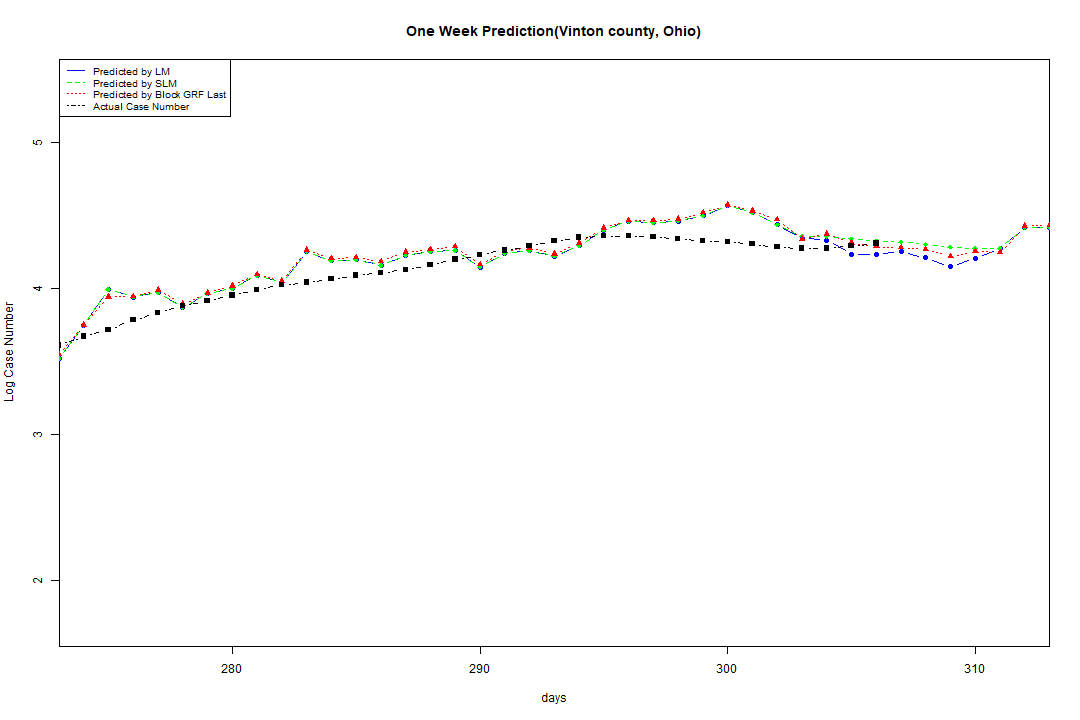 One Week Prediction(Vinton county, Ohio)
Predicted by LM
Predicted by SLM
Predicted by Block GRF Last
Actual Case Number
5
4
3
2
Log Case Number
280
290
300
310
days